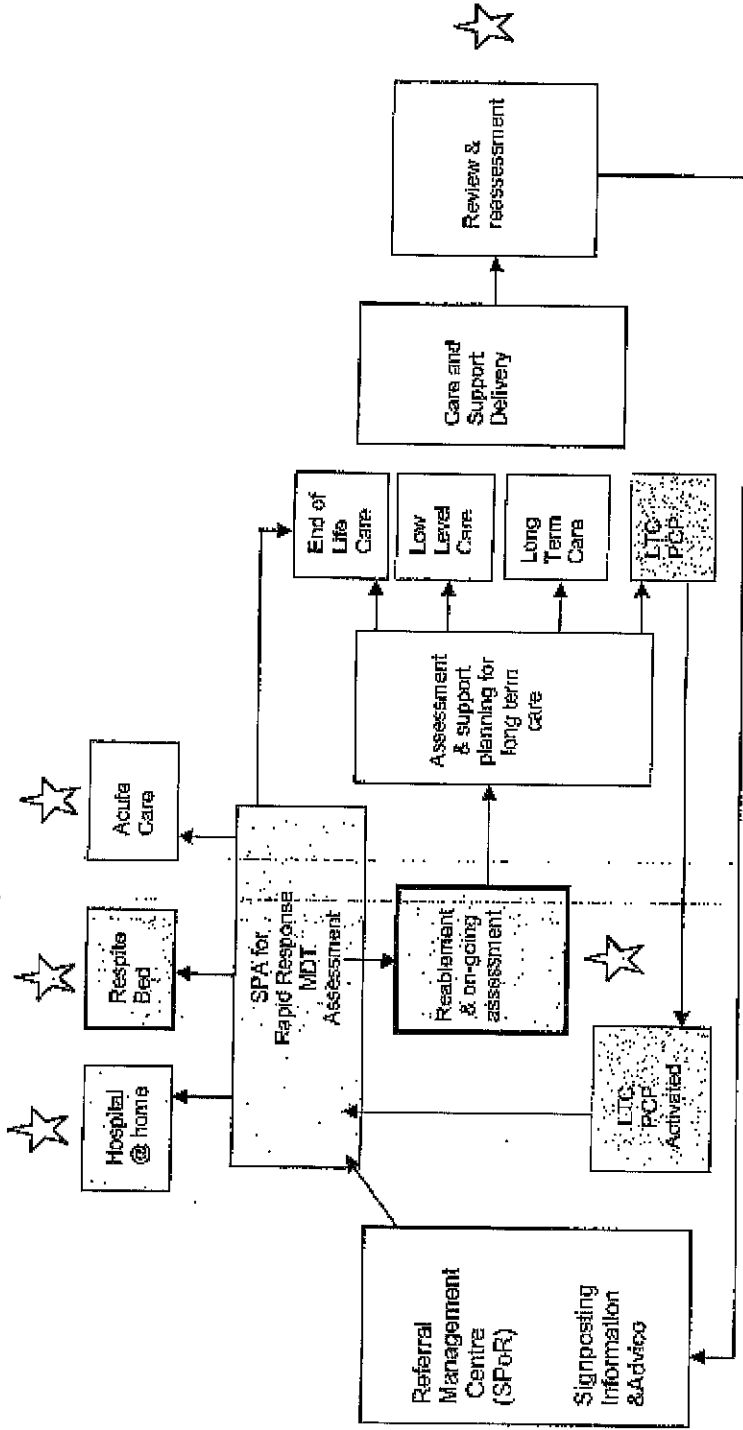 Hospital
@ home
Respite
Bed
Acute
Care
SPA for
Rapid Response
MDT
Assessment
End of
Life
Care
Low
Level
Care
Long
Term
Care
LTC
PCP
Assessment
& support
planning for
long term
care
Care and
Support
Delivery
Review &
reassessment
Reablement
& on-going
assessment
LTC
PCP
Activated
Referral
Management
Centre
(SPoR)
Signposting
Information
&Advice